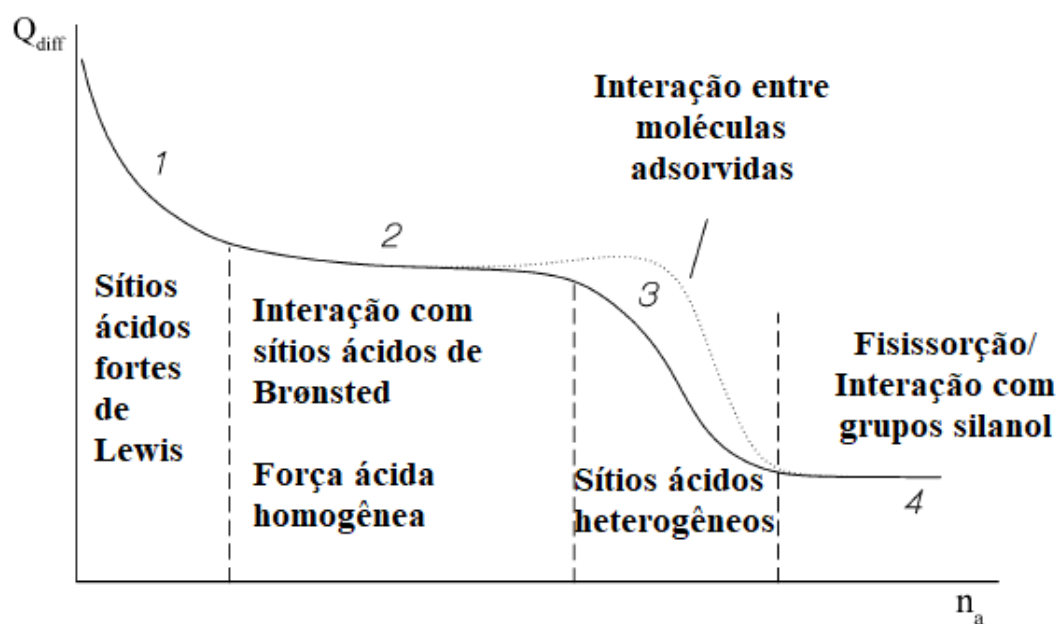 Q_diff
Interação entre
moléculas
adsorvidas
1
2
3
4
Sítios
ácidos
fortes
de
Lewis
Interação com
sítios ácidos de
Brønsted
Força ácida
homogênea
Sítios ácidos
heterogêneos
Fisissorção/
Interação com
grupos silanol
n_a